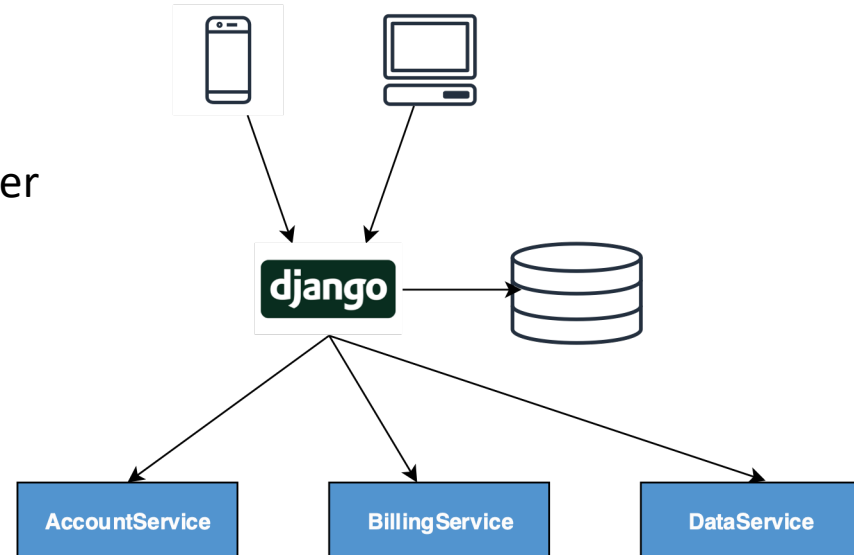 er
django
AccountService
BillingService
DataService